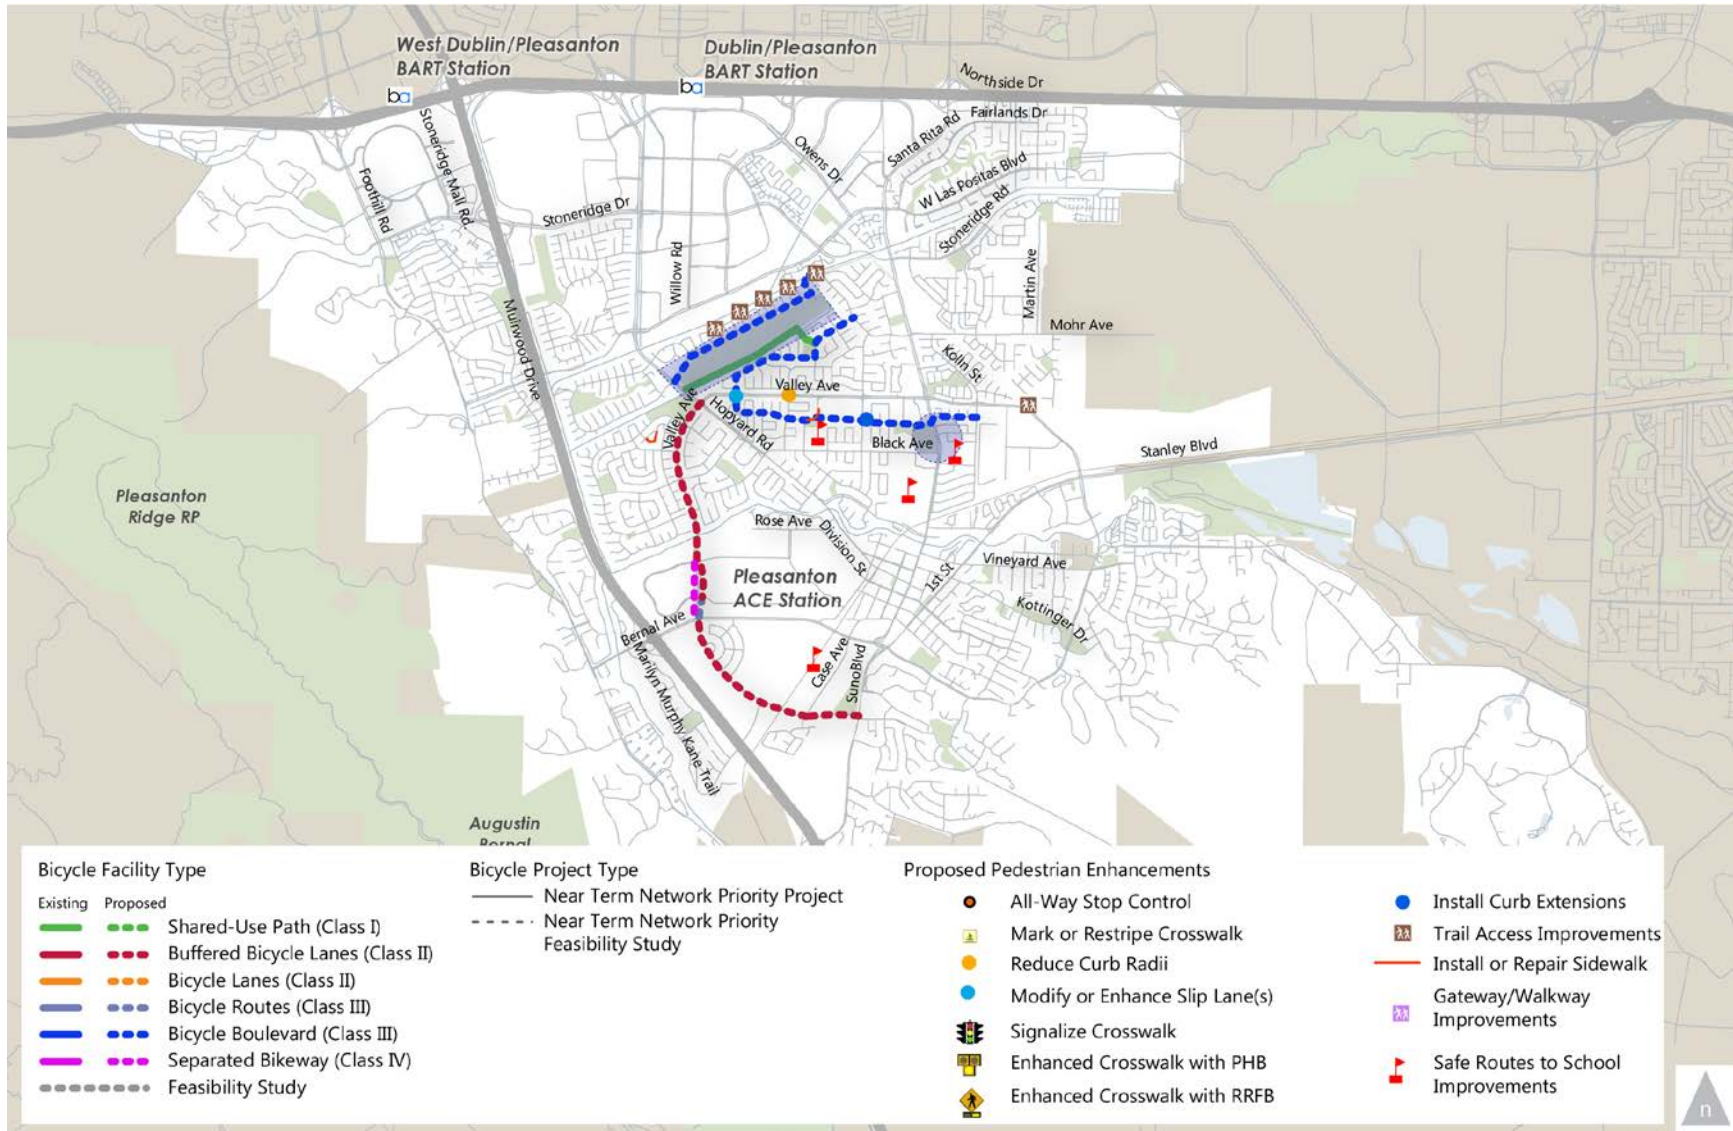 West Dublin/Pleasanton
BART Station
Dublin/Pleasanton
BART Station
ba
ba
Northside Dr
Fairlands Dr
Santa Rita Rd
Owens Dr
W Las Positas Blvd
Stoneridge Rd
Stoneridge Mall Rd.
Foothill Rd
Stoneridge Dr
Willow Rd
Martin Ave
Mohr Ave
Muirwood Drive
Kolln St
Valley Ave
Valley Ave
Hopyard Rd
Black Ave
Stanley Blvd
Pleasanton
Ridge RP
Rose Ave
Division St
Vineyard Ave
1st St
Pleasanton
ACE Station
Kottinger Dr
Bernal Ave
Case Ave
SunolBlvd
Marilyn Murphy Kane Trail
Augustin
Bernal
Bicycle Facility Type
Existing Proposed
Shared-Use Path (Class I)
Buffered Bicycle Lanes (Class II)
Bicycle Lanes (Class II)
Bicycle Routes (Class III)
Bicycle Boulevard (Class III)
Separated Bikeway (Class IV)
Feasibility Study
Bicycle Project Type
Near Term Network Priority Project
Near Term Network Priority
Feasibility Study
Proposed Pedestrian Enhancements
All-Way Stop Control
Mark or Restripe Crosswalk
Reduce Curb Radii
Modify or Enhance Slip Lane(s)
Signalize Crosswalk
Enhanced Crosswalk with PHB
Enhanced Crosswalk with RRFB
Install Curb Extensions
Trail Access Improvements
Install or Repair Sidewalk
Gateway/Walkway
Improvements
Safe Routes to School
Improvements
n